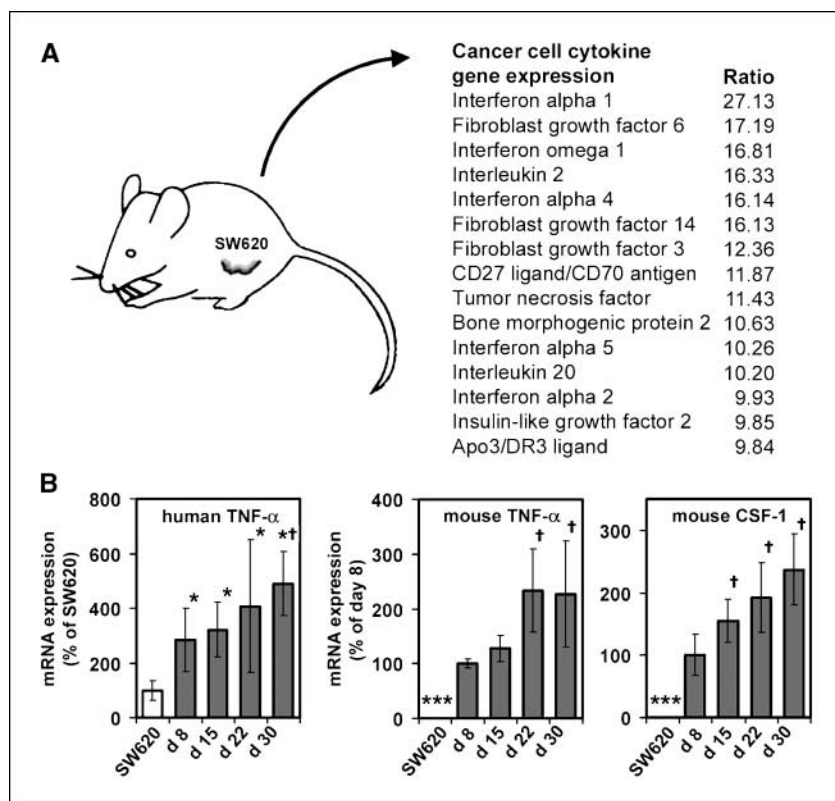 A
Cancer cell cytokine
gene expression Ratio
Interferon alpha 1 27.13
Fibroblast growth factor 6 17.19
Interferon omega 1 16.81
Interleukin 2 16.33
Interferon alpha 4 16.14
Fibroblast growth factor 14 16.13
Fibroblast growth factor 3 12.36
CD27 ligand/CD70 antigen 11.87
Tumor necrosis factor 11.43
Bone morphogenic protein 2 10.63
Interferon alpha 5 10.26
Interleukin 20 10.20
Interferon alpha 2 9.93
Insulin-like growth factor 2 9.85
Apo3/DR3 ligand 9.84
SW620
B
human TNF-α
mRNA expression
(% of SW620)
800
600
400
200
0
* * * *†
SW620 d 8 d 15 d 22 d 30
mouse TNF-α
mRNA expression
(% of day 8)
400
300
200
100
0
*** † †
SW620 d 8 d 15 d 22 d 30
mouse CSF-1
300
200
100
0
*** † † †
SW620 d 8 d 15 d 22 d 30